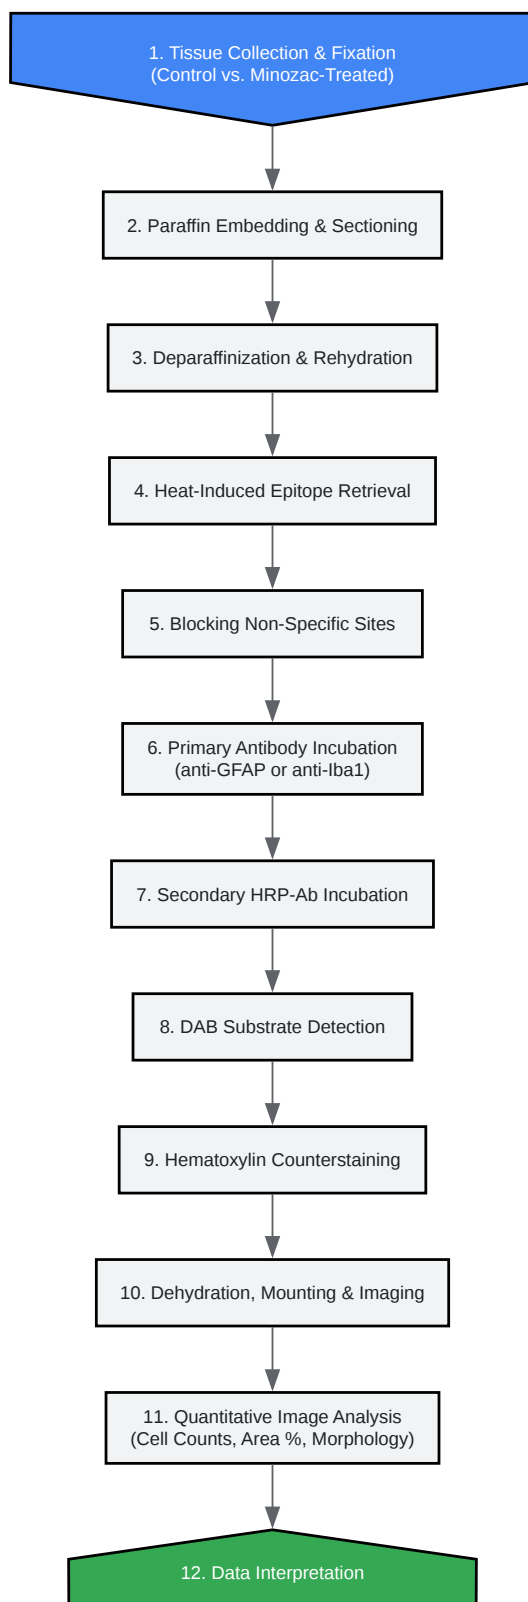 1. Tissue Collection & Fixation
(Control vs. Minozac-Treated)
2. Paraffin Embedding & Sectioning
3. Deparaffinization & Rehydration
4. Heat-Induced Epitope Retrieval
5. Blocking Non-Specific Sites
6. Primary Antibody Incubation
(anti-GFAP or anti-Iba1)
7. Secondary HRP-Ab Incubation
8. DAB Substrate Detection
9. Hematoxylin Counterstaining
10. Dehydration, Mounting & Imaging
11. Quantitative Image Analysis
(Cell Counts, Area %, Morphology)
12. Data Interpretation